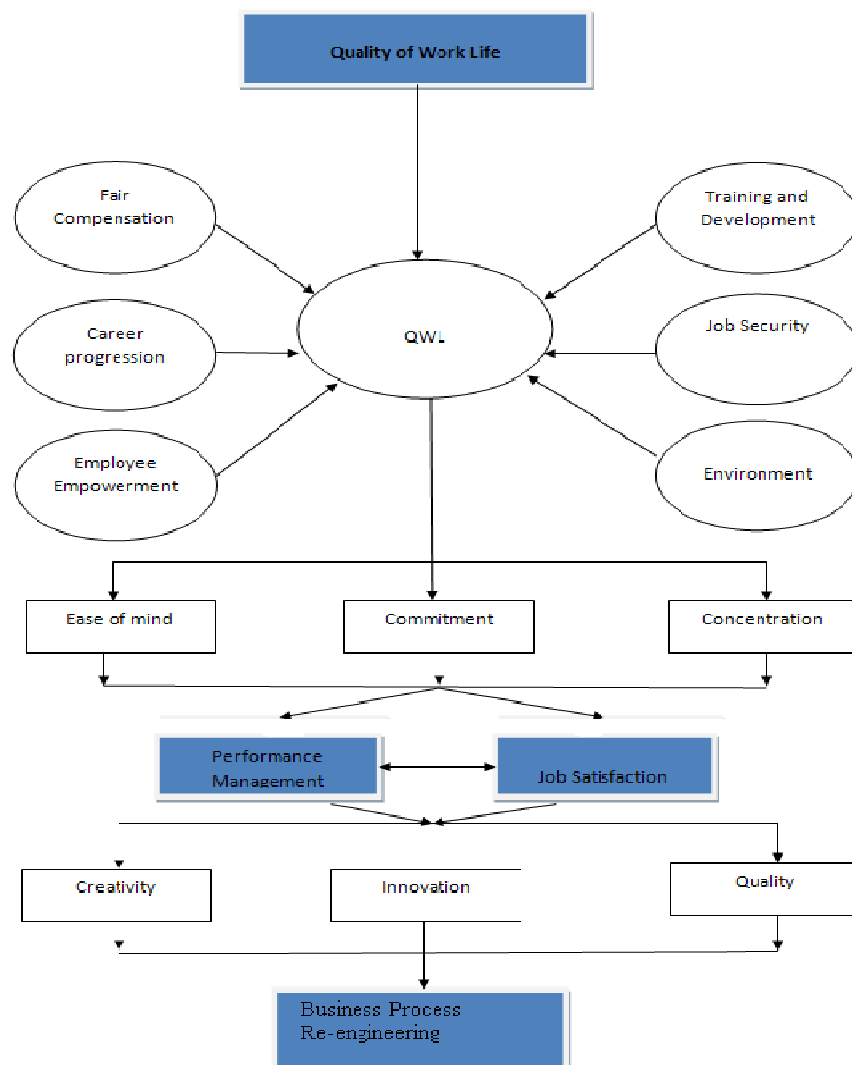 Quality of Work Life
Fair
Compensation
Training and
Development
Career
progression
QWL
Job Security
Employee
Empowerment
Environment
Ease of mind
Commitment
Concentration
Performance
Management
Job Satisfaction
Creativity
Innovation
Quality
Business Process
Re-engineering